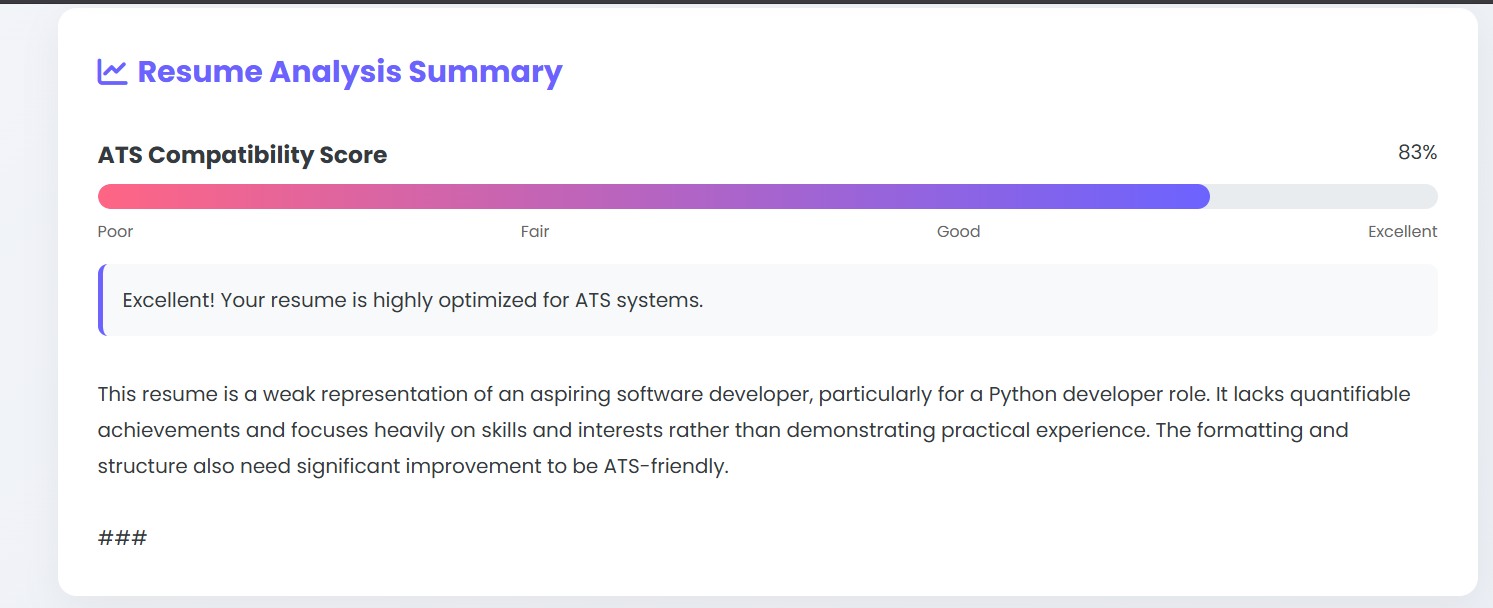 Resume Analysis Summary
ATS Compatibility Score
83%
Poor
Fair
Good
Excellent
Excellent! Your resume is highly optimized for ATS systems.
This resume is a weak representation of an aspiring software developer, particularly for a Python developer role. It lacks quantifiable
achievements and focuses heavily on skills and interests rather than demonstrating practical experience. The formatting and
structure also need significant improvement to be ATS-friendly.
###